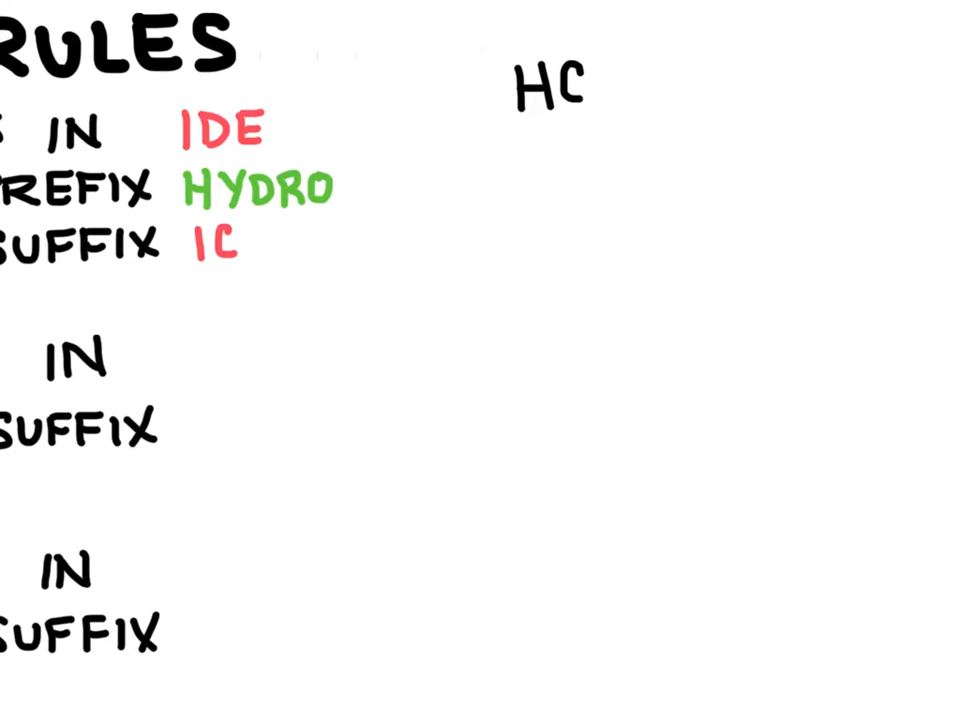 RULES
IN IDE
REFIX HYDRO
SUFFIX IC
IN
SUFFIX
IN
SUFFIX
HC